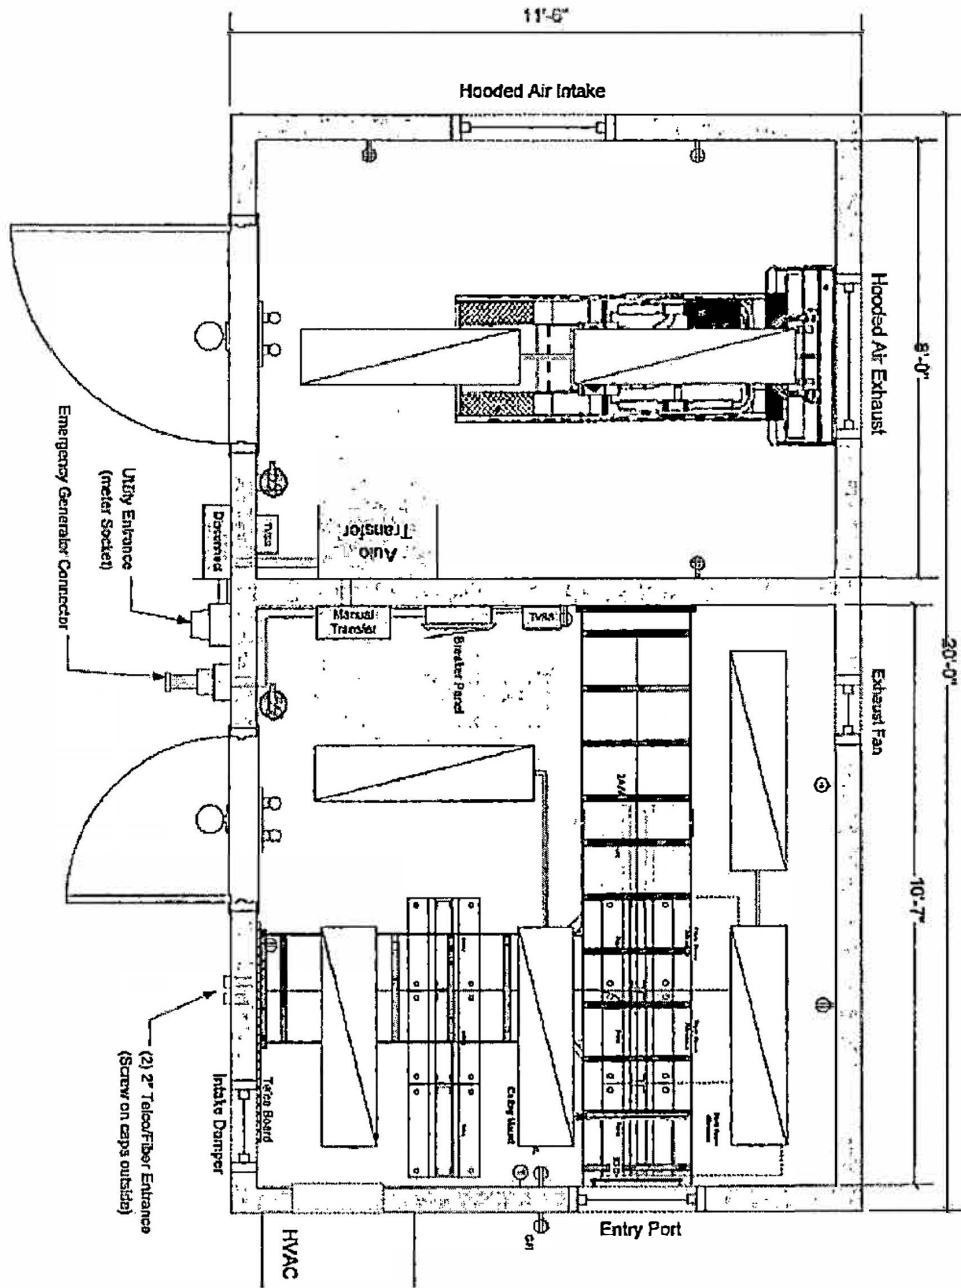 11'-6"
Hooded Air Intake
Hooded Air Exhaust
8'-0"
20'-0"
Utility Entrance
(meter Socket)
Emergency Generator Connector
Disconnect
TVSS
Auto
Transfer
Manual
Transfer
Breaker Panel
TVSS
Exhaust Fan
10'-7"
(2) 2" Telco/Fiber Entrance
(Screw on caps outside)
Intake Damper
Telco Board
Ceiling Mount
GFI
Entry Port
HVAC